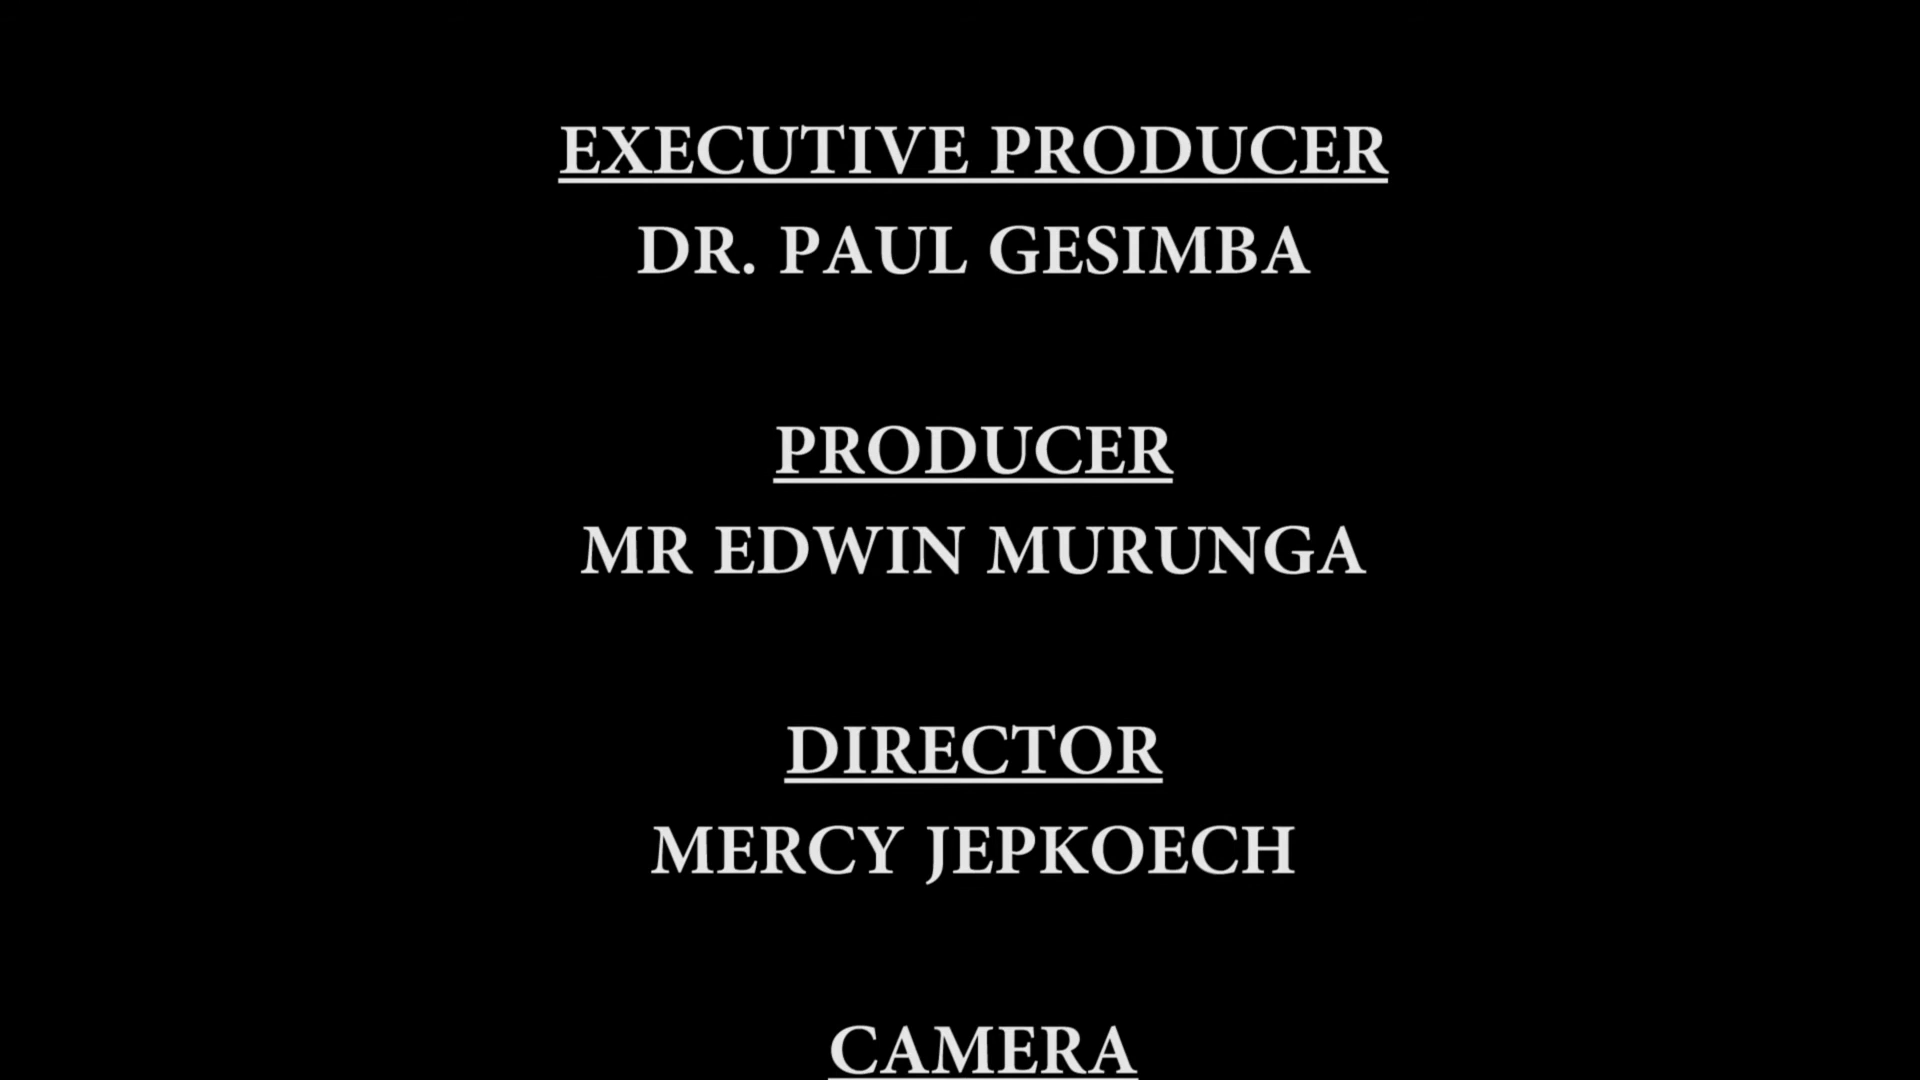 EXECUTIVE PRODUCER
DR. PAUL GESIMBA
PRODUCER
MR EDWIN MURUNGA
DIRECTOR
MERCY JEPKOECH
CAMERA